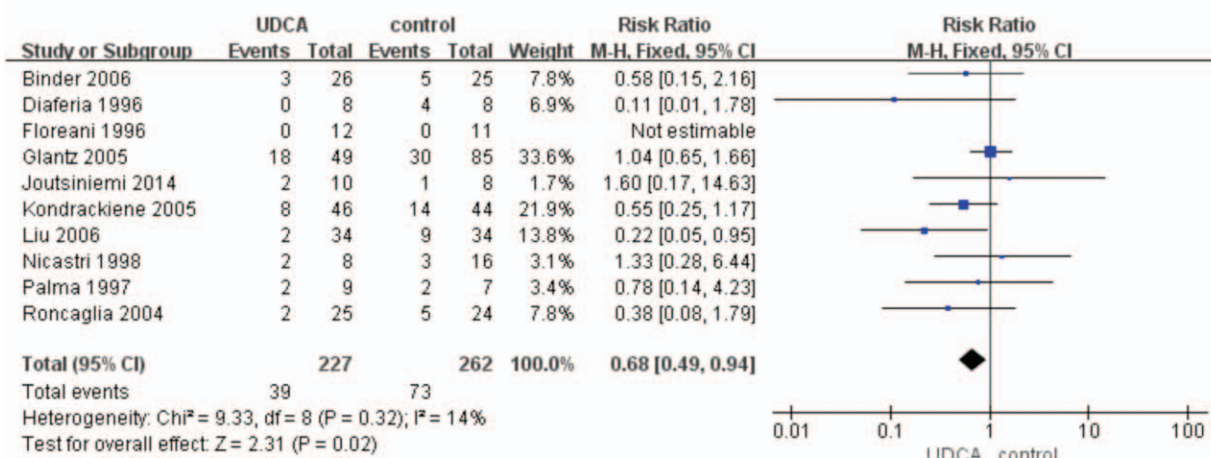 UDCA control Risk Ratio Risk Ratio
Study or Subgroup Events Total Events Total Weight M-H, Fixed, 95% CI M-H, Fixed, 95% CI
Binder 2006 3 26 5 25 7.8% 0.58 [0.15, 2.16]
Diaferia 1996 0 8 4 8 6.9% 0.11 [0.01, 1.78]
Floreani 1996 0 12 0 11 Not estimable
Glantz 2005 18 49 30 85 33.6% 1.04 [0.65, 1.66]
Joutsiniemi 2014 2 10 1 8 1.7% 1.60 [0.17, 14.63]
Kondrackiene 2005 8 46 14 44 21.9% 0.55 [0.25, 1.17]
Liu 2006 2 34 9 34 13.8% 0.22 [0.05, 0.95]
Nicastri 1998 2 8 3 16 3.1% 1.33 [0.28, 6.44]
Palma 1997 2 9 2 7 3.4% 0.78 [0.14, 4.23]
Roncaglia 2004 2 25 5 24 7.8% 0.38 [0.08, 1.79]
Total (95% CI) 227 262 100.0% 0.68 [0.49, 0.94]
Total events 39 73
Heterogeneity: Chi² = 9.33, df = 8 (P = 0.32); I² = 14%
Test for overall effect: Z = 2.31 (P = 0.02)
0.01 0.1 1 10 100
UDCA control